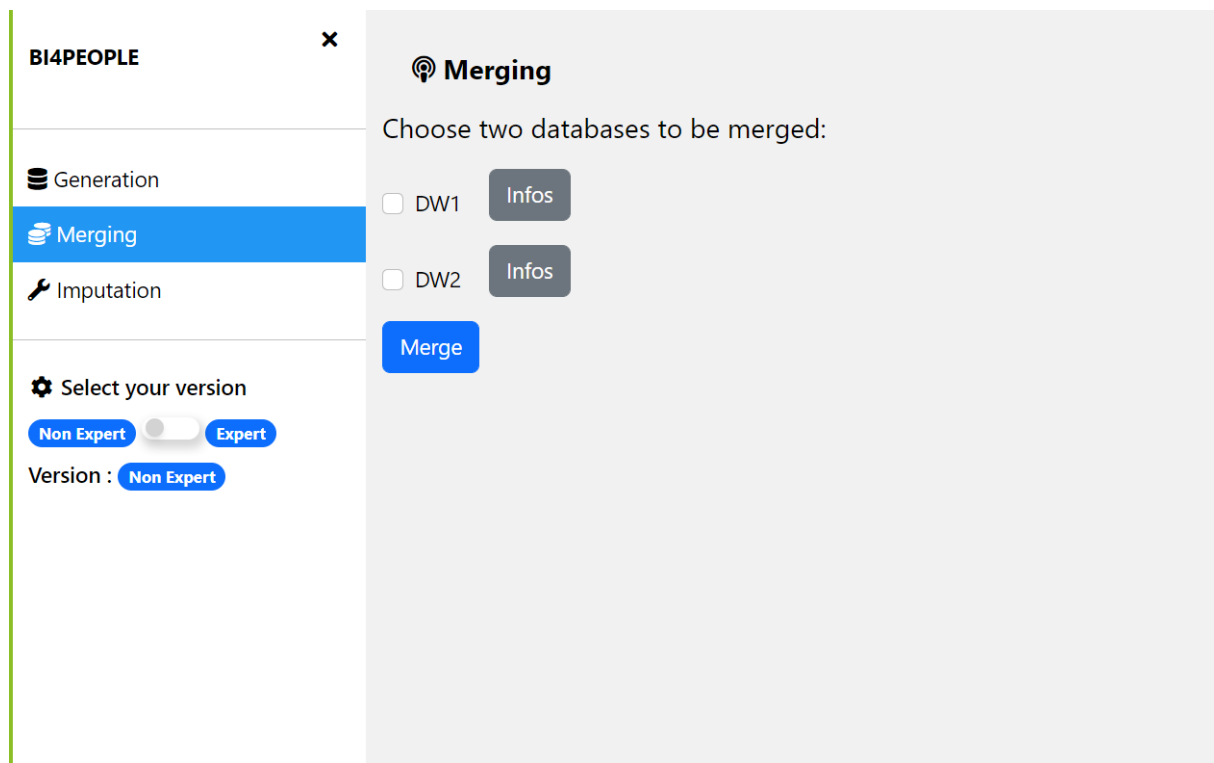 BI4PEOPLE
Generation
Merging
Imputation
Select your version
Non Expert Expert
Version : Non Expert
Merging
Choose two databases to be merged:
DW1 Infos
DW2 Infos
Merge